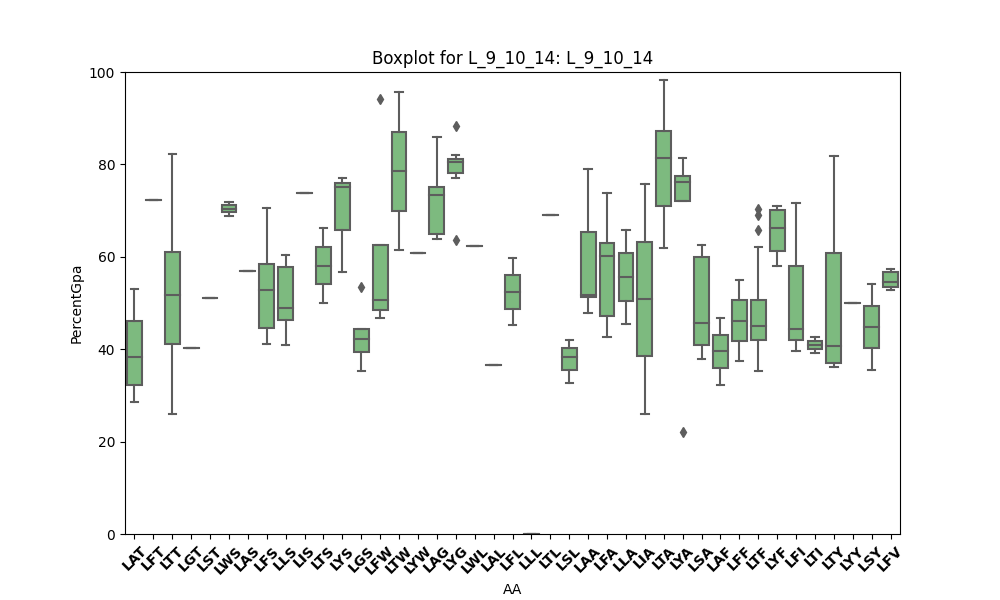 Boxplot for L_9_10_14: L_9_10_14
100
80
60
40
20
0
PercentGpa
LAT LFT LTT LGT LST LWS LAS LFS LLS LIS LTS LYS LGS LFW LTW LYW LAG LYG LWL LAL LFL LLL LTL LSL LAA LFA LLA LIA LTA LYA LSA LAF LFF LTF LYF LFI LTI LTY LYY LSY LFV
AA